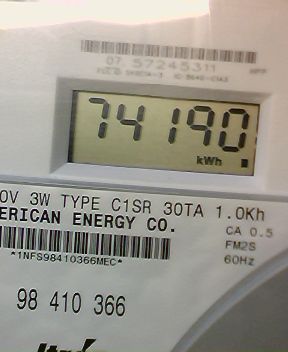 07 57245311
74190
kWh
0V 3W TYPE C1SR 30TA 1.0Kh
ERICAN ENERGY CO.
CA 0.5
FM2S
*1NFS98410366MEC*
60Hz
98 410 366